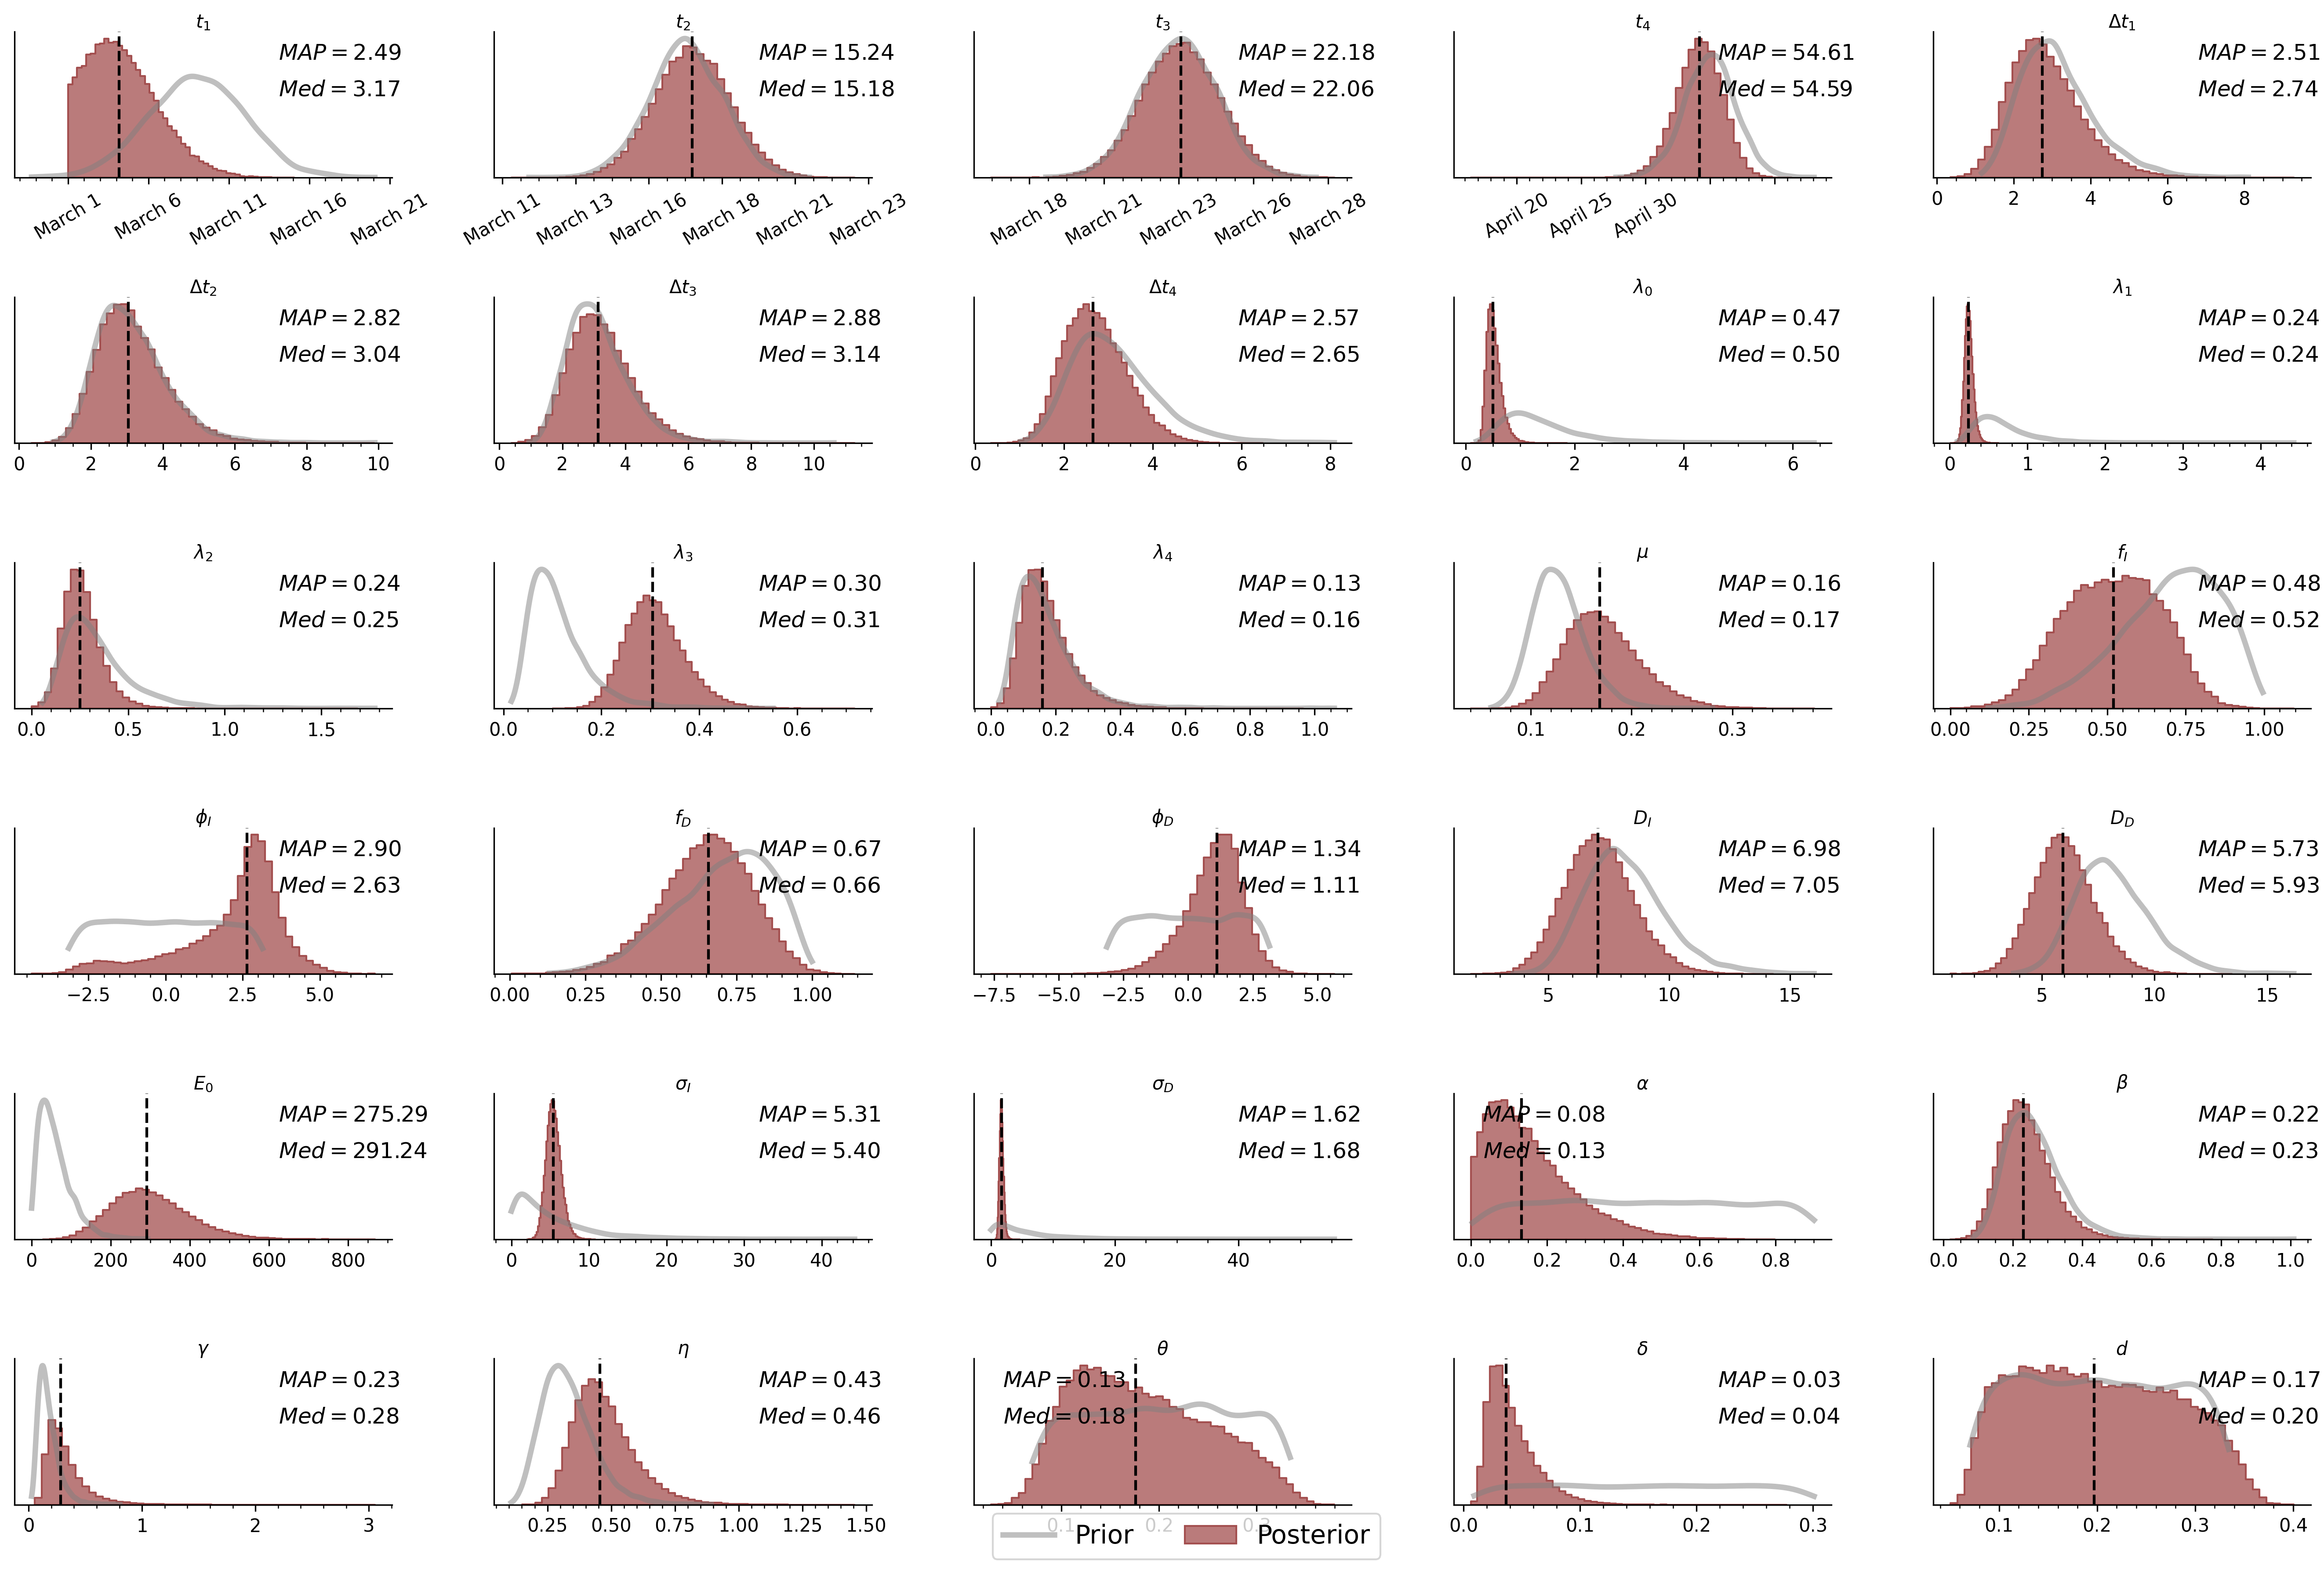 t₁ t₂ t₃ t₄ Δt₁
MAP = 2.49 MAP = 15.24 MAP = 22.18 MAP = 54.61 MAP = 2.51
Med = 3.17 Med = 15.18 Med = 22.06 Med = 54.59 Med = 2.74
March 1 March 6 March 11 March 16 March 21 March 11 March 13 March 16 March 18 March 21 March 23 March 18 March 21 March 23 March 26 March 28 April 20 April 25 April 30 0 2 4 6 8
Δt₂ Δt₃ Δt₄ λ₀ λ₁
MAP = 2.82 MAP = 2.88 MAP = 2.57 MAP = 0.47 MAP = 0.24
Med = 3.04 Med = 3.14 Med = 2.65 Med = 0.50 Med = 0.24
0 2 4 6 8 10 0 2 4 6 8 10 0 2 4 6 8 0 2 4 6 0 1 2 3 4
λ₂ λ₃ λ₄ μ f_I
MAP = 0.24 MAP = 0.30 MAP = 0.13 MAP = 0.16 MAP = 0.48
Med = 0.25 Med = 0.31 Med = 0.16 Med = 0.17 Med = 0.52
0.0 0.5 1.0 1.5 0.0 0.2 0.4 0.6 0.0 0.2 0.4 0.6 0.8 1.0 0.1 0.2 0.3 0.00 0.25 0.50 0.75 1.00
ϕ_I f_D ϕ_D D_I D_D
MAP = 2.90 MAP = 0.67 MAP = 1.34 MAP = 6.98 MAP = 5.73
Med = 2.63 Med = 0.66 Med = 1.11 Med = 7.05 Med = 5.93
−2.5 0.0 2.5 5.0 0.00 0.25 0.50 0.75 1.00 −7.5 −5.0 −2.5 0.0 2.5 5.0 5 10 15 5 10 15
E₀ σ_I σ_D α β
MAP = 275.29 MAP = 5.31 MAP = 1.62 MAP = 0.08 MAP = 0.22
Med = 291.24 Med = 5.40 Med = 1.68 Med = 0.13 Med = 0.23
0 200 400 600 800 0 10 20 30 40 0 20 40 0.0 0.2 0.4 0.6 0.8 0.0 0.2 0.4 0.6 0.8 1.0
γ η θ δ d
MAP = 0.23 MAP = 0.43 MAP = 0.13 MAP = 0.03 MAP = 0.17
Med = 0.28 Med = 0.46 Med = 0.18 Med = 0.04 Med = 0.20
0 1 2 3 0.25 0.50 0.75 1.00 1.25 1.50 0.1 0.2 0.3 0.0 0.1 0.2 0.3 0.1 0.2 0.3 0.4
Prior Posterior